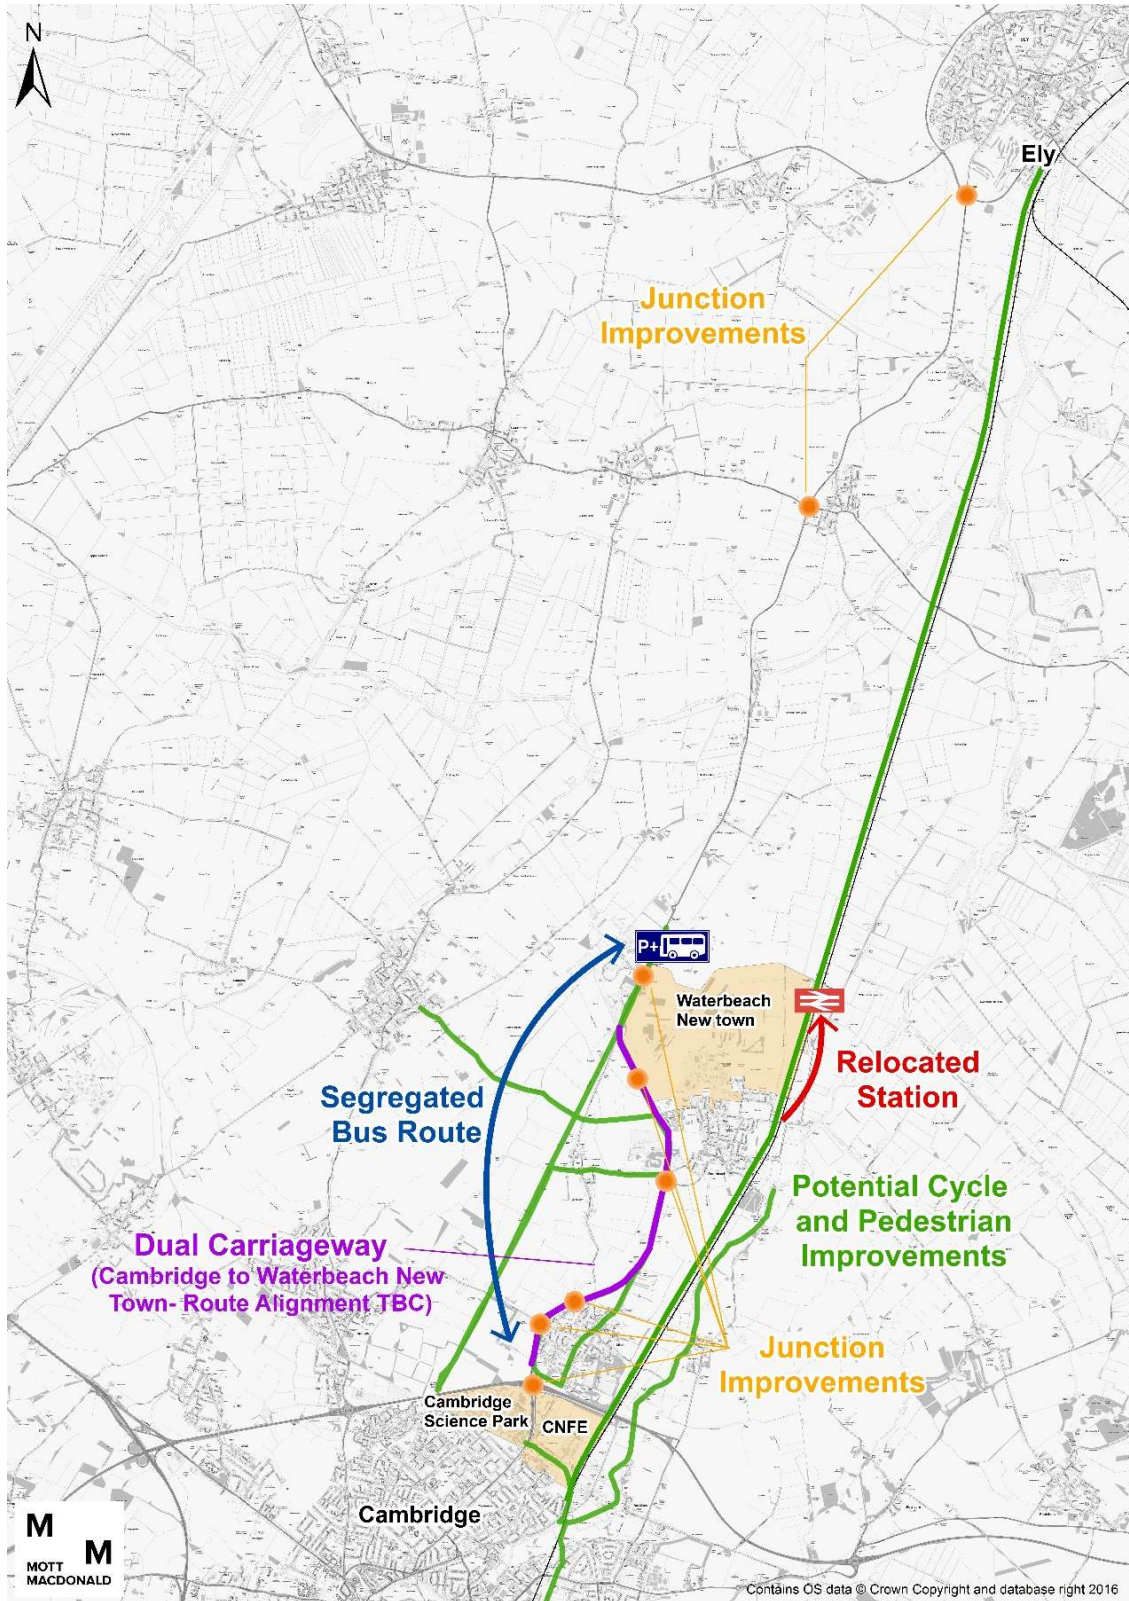 N
Ely
Junction
Improvements
P+
Waterbeach
New town
Relocated
Station
Segregated
Bus Route
Potential Cycle
and Pedestrian
Improvements
Dual Carriageway
(Cambridge to Waterbeach New
Town- Route Alignment TBC)
Junction
Improvements
Cambridge
Science Park
CNFE
Cambridge
M
M
MOTT
MACDONALD
Contains OS data © Crown Copyright and database right 2016